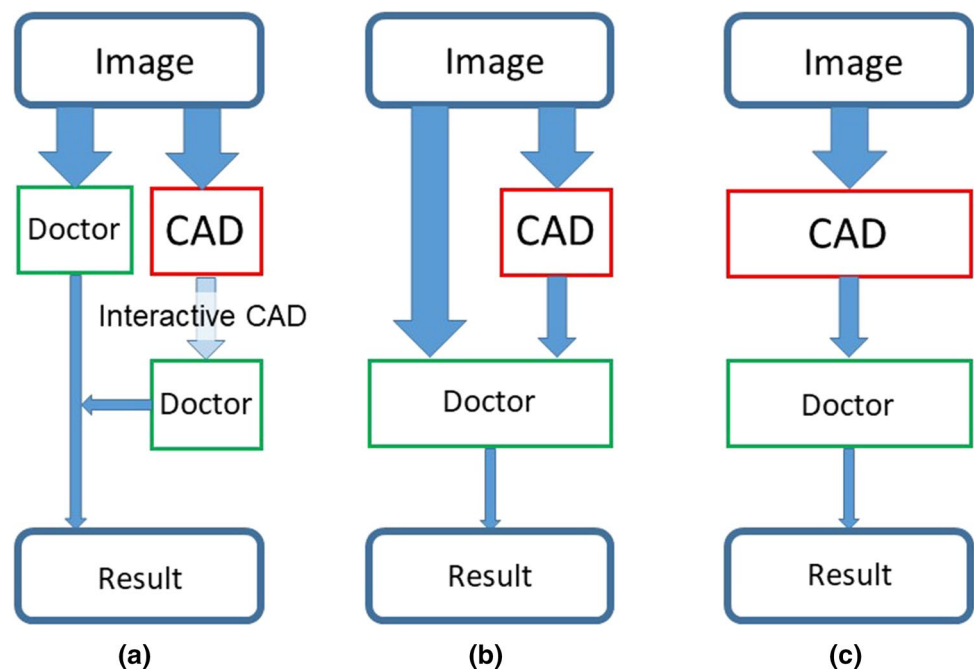 Image
Doctor
CAD
Interactive CAD
Doctor
Result
(a)
Image
CAD
Doctor
Result
(b)
Image
CAD
Doctor
Result
(c)